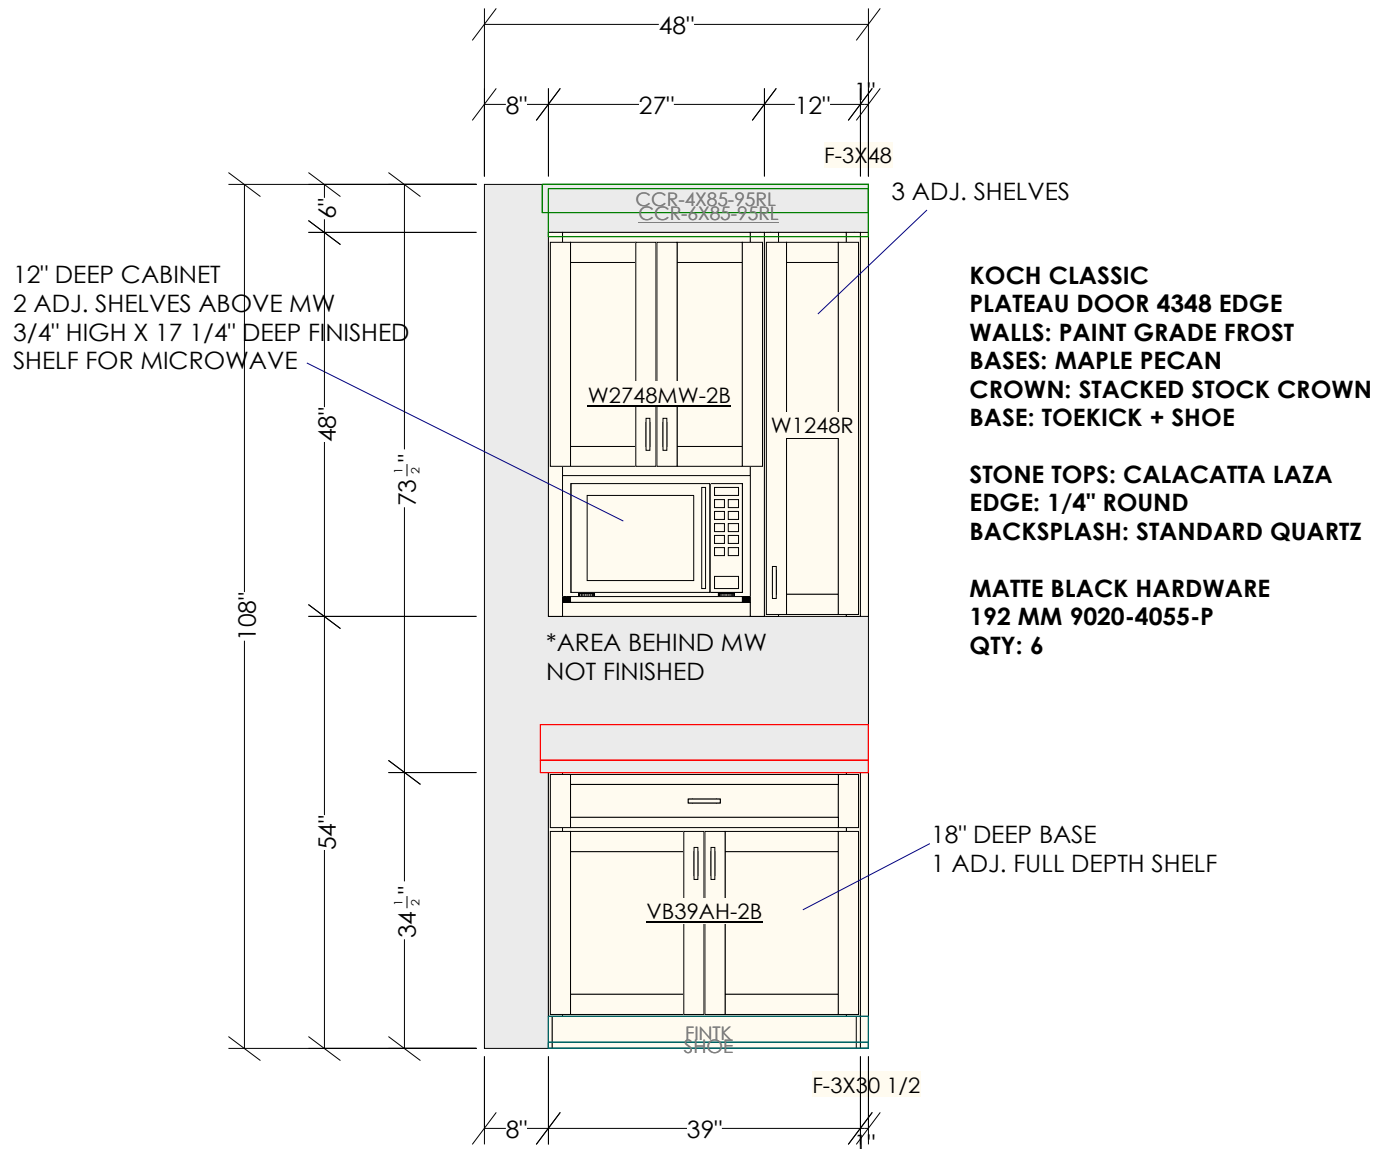 48"
8"
27"
12"
1"
F-3X48
CCR-4X85-95RL
CCR-6X85-95RL
3 ADJ. SHELVES
6"
12" DEEP CABINET
2 ADJ. SHELVES ABOVE MW
3/4" HIGH X 17 1/4" DEEP FINISHED
SHELF FOR MICROWAVE
KOCH CLASSIC
PLATEAU DOOR 4348 EDGE
WALLS: PAINT GRADE FROST
BASES: MAPLE PECAN
CROWN: STACKED STOCK CROWN
BASE: TOEKICK + SHOE
STONE TOPS: CALACATTA LAZA
EDGE: 1/4" ROUND
BACKSPLASH: STANDARD QUARTZ
MATTE BLACK HARDWARE
192 MM 9020-4055-P
QTY: 6
W2748MW-2B
W1248R
48"
73 1/2"
108"
*AREA BEHIND MW
NOT FINISHED
54"
34 1/2"
18" DEEP BASE
1 ADJ. FULL DEPTH SHELF
VB39AH-2B
FINTK
SHOE
F-3X30 1/2
8"
39"
1"